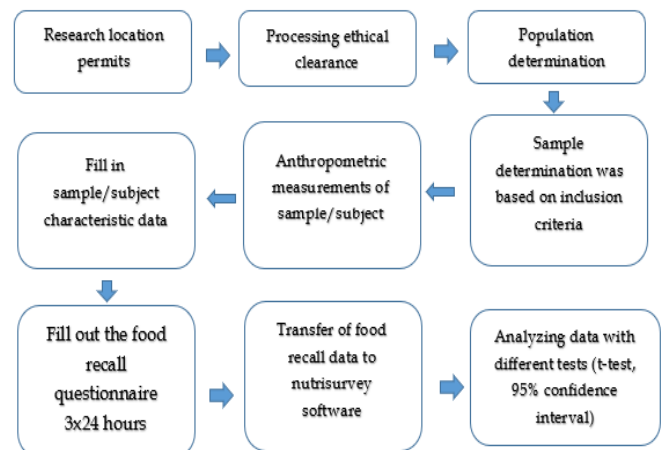 Research location
permits
Processing ethical
clearance
Population
determination
Sample
determination was
based on inclusion
criteria
Anthropometric
measurements of
sample/subject
Fill in
sample/subject
characteristic data
Fill out the food
recall
questionnaire
3x24 hours
Transfer of food
recall data to
nutrisurvey
software
Analyzing data with
different tests (t-test,
95% confidence
interval)